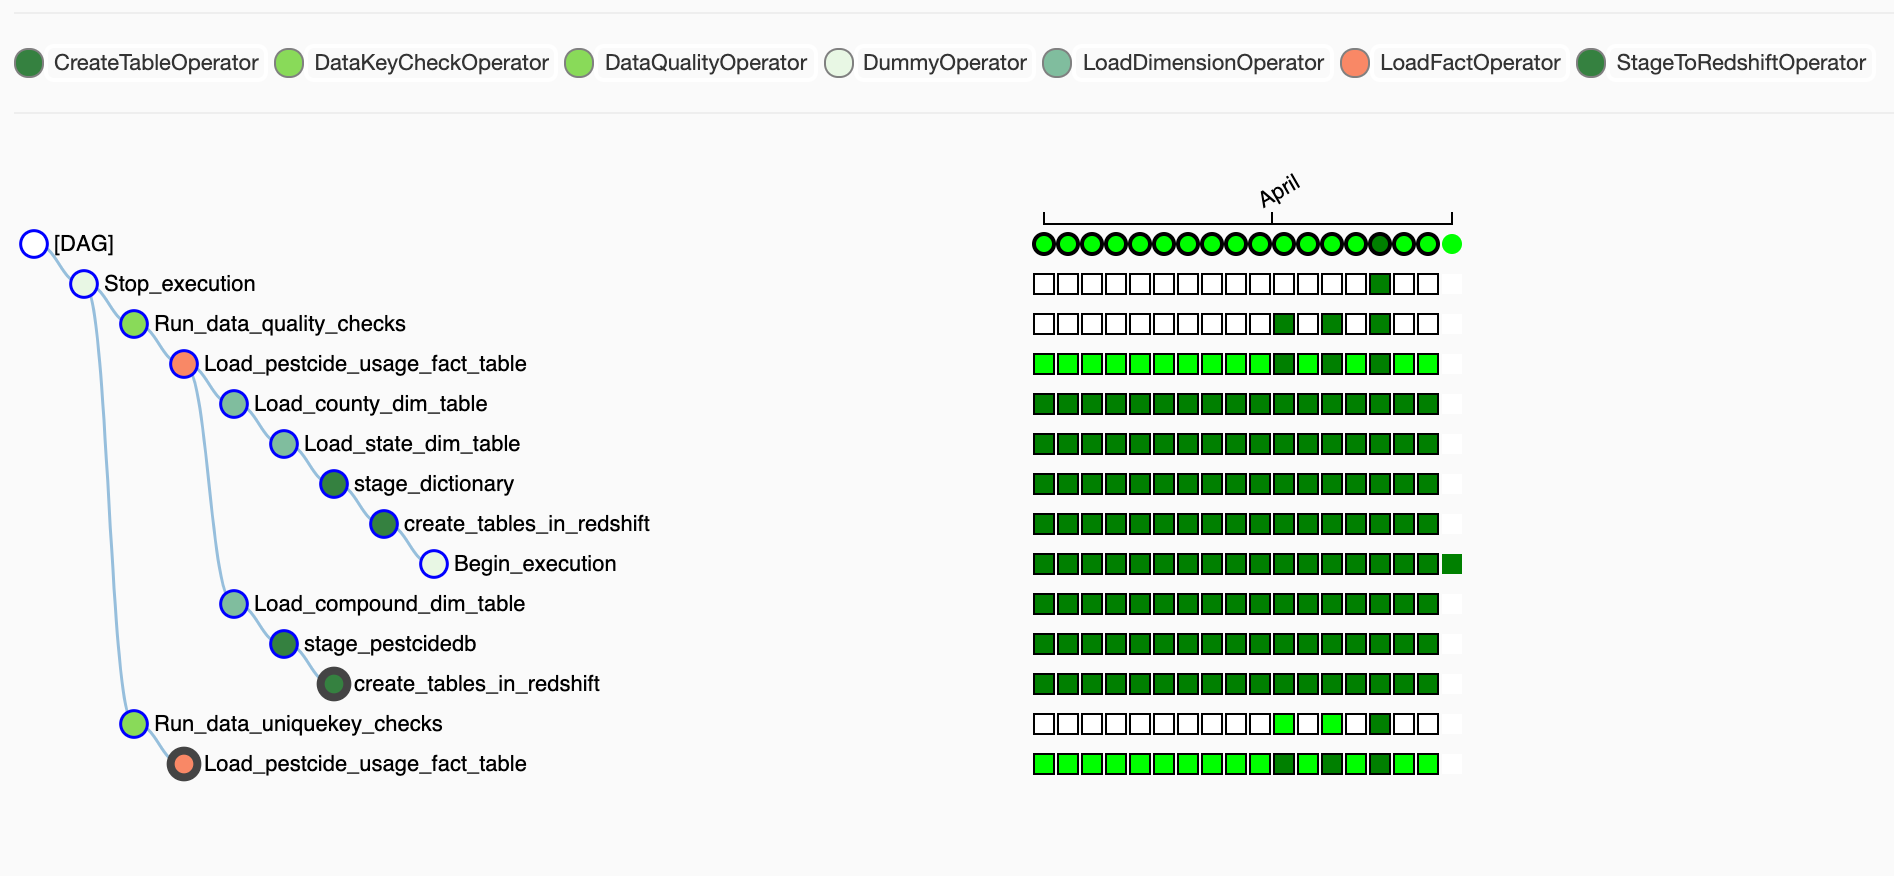 CreateTableOperator DataKeyCheckOperator DataQualityOperator DummyOperator LoadDimensionOperator LoadFactOperator StageToRedshiftOperator
April
[DAG]
Stop_execution
Run_data_quality_checks
Load_pestcide_usage_fact_table
Load_county_dim_table
Load_state_dim_table
stage_dictionary
create_tables_in_redshift
Begin_execution
Load_compound_dim_table
stage_pestcidedb
create_tables_in_redshift
Run_data_uniquekey_checks
Load_pestcide_usage_fact_table